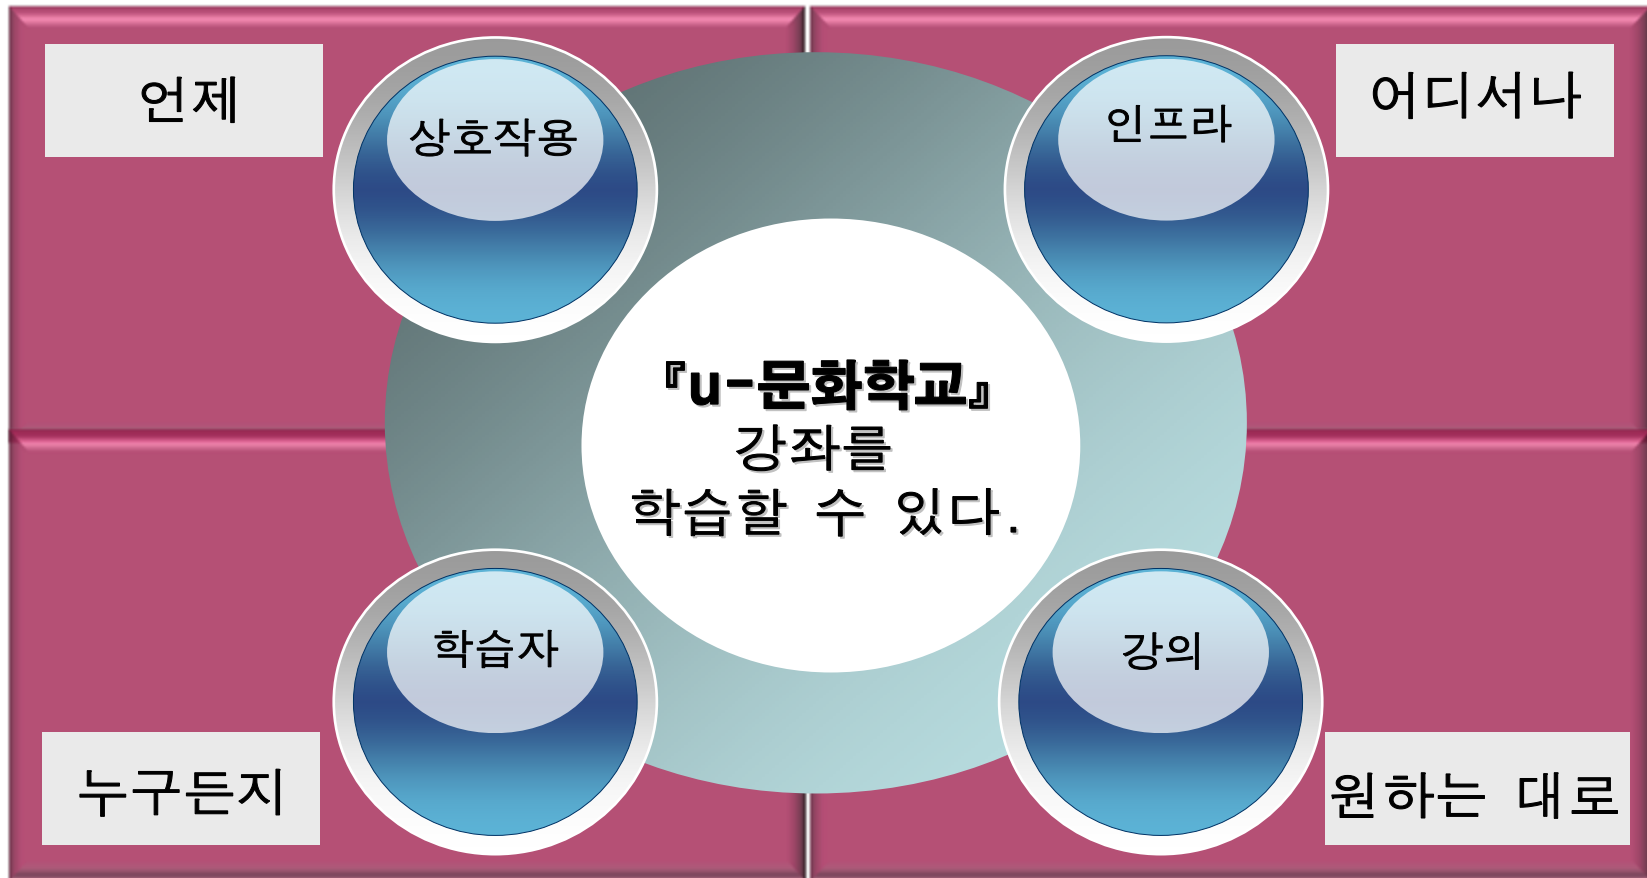 언제
상호작용
인프라
어디서나
『u-문화학교』
강좌를
학습할 수 있다.
학습자
강의
누구든지
원하는 대로